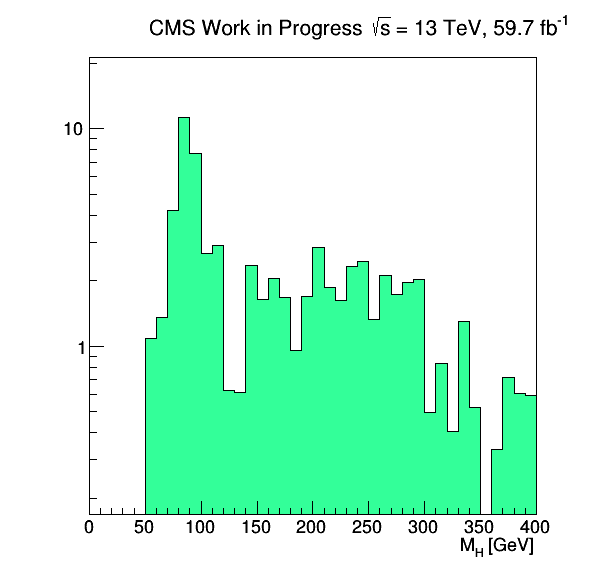 CMS Work in Progress √s = 13 TeV, 59.7 fb⁻¹
10
1
0 50 100 150 200 250 300 350 400
M_H [GeV]